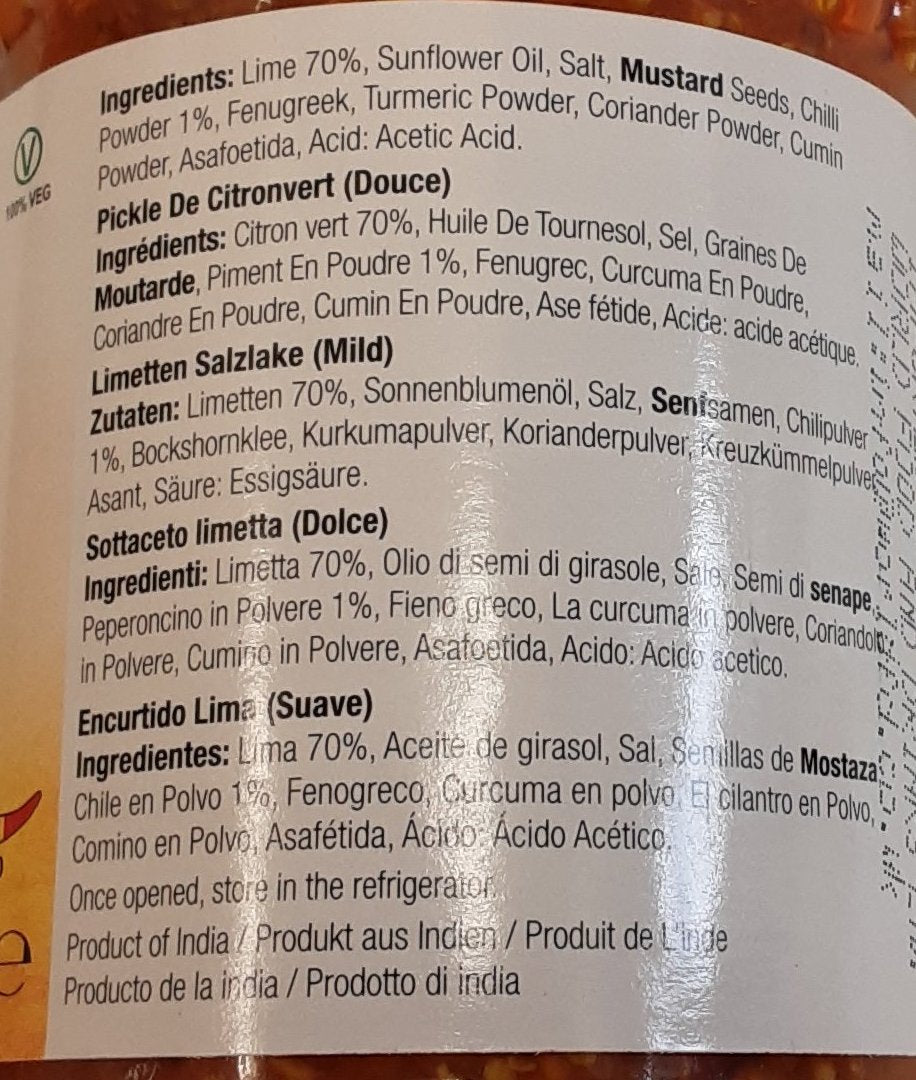 Ingredients: Lime 70%, Sunflower Oil, Salt, Mustard Seeds, Chilli
Powder 1%, Fenugreek, Turmeric Powder, Coriander Powder, Cumin
Powder, Asafoetida, Acid: Acetic Acid.
100% VEG
Pickle De Citronvert (Douce)
Ingrédients: Citron vert 70%, Huile De Tournesol, Sel, Graines De
Moutarde, Piment En Poudre 1%, Fenugrec, Curcuma En Poudre,
Coriandre En Poudre, Cumin En Poudre, Ase fétide, Acide: acide acétique.
Limetten Salzlake (Mild)
Zutaten: Limetten 70%, Sonnenblumenöl, Salz, Senfsamen, Chilipulver
1%, Bockshornklee, Kurkumapulver, Korianderpulver, Kreuzkümmelpulver
Asant, Säure: Essigsäure.
Sottaceto limetta (Dolce)
Ingredienti: Limetta 70%, Olio di semi di girasole, Sale, Semi di senape,
Peperoncino in Polvere 1%, Fieno greco, La curcuma in polvere, Coriandolo
in Polvere, Cumino in Polvere, Asafoetida, Acido: Acido acetico.
Encurtido Lima (Suave)
Ingredientes: Lima 70%, Aceite de girasol, Sal, Semillas de Mostaza
Chile en Polvo 1%, Fenogreco, Curcuma en polvo, El cilantro en Polvo,
Comino en Polvo, Asafétida, Ácido: Ácido Acético.
Once opened, store in the refrigerator.
Product of India / Produkt aus Indien / Produit de L'inde
Producto de la india / Prodotto di india